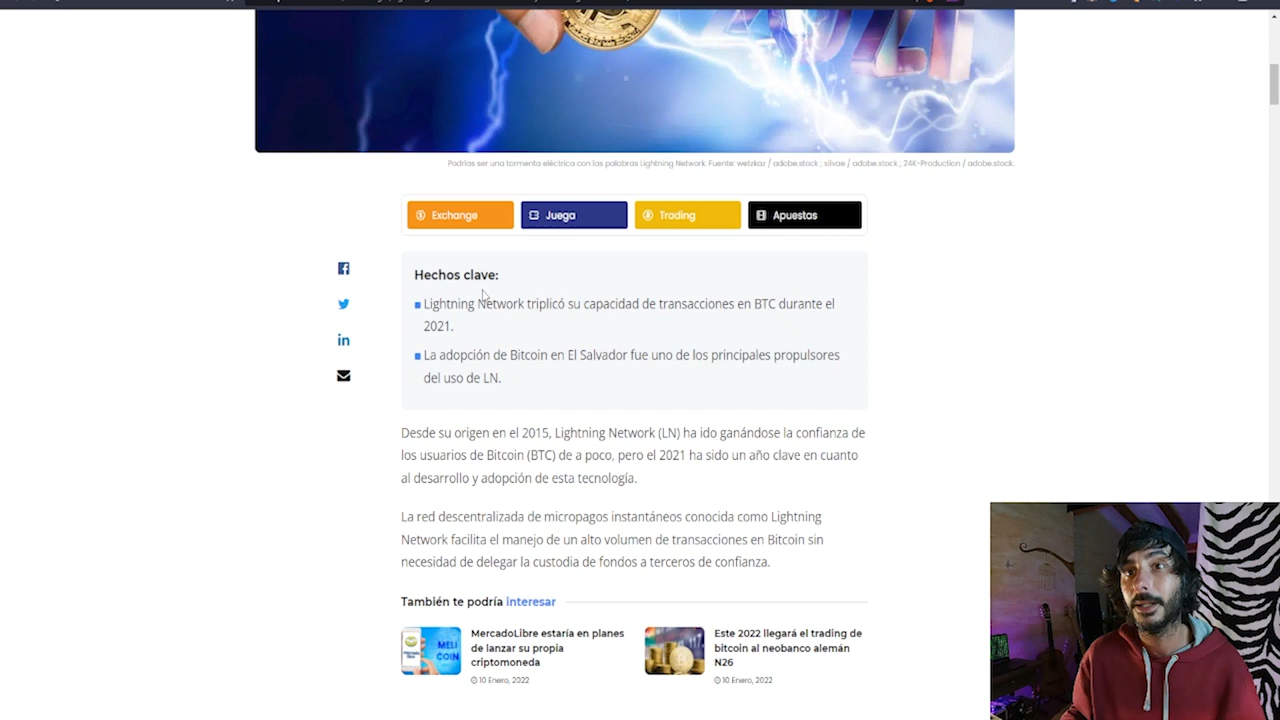 2021
Podrías ser una tormenta eléctrica con las palabras Lightning Network. Fuente: wetzkaz / adobe.stock ; silvae / adobe.stock ; 24K-Production / adobe.stock.
Exchange
Juega
Trading
Apuestas
Hechos clave:
Lightning Network triplicó su capacidad de transacciones en BTC durante el
2021.
La adopción de Bitcoin en El Salvador fue uno de los principales propulsores
del uso de LN.
Desde su origen en el 2015, Lightning Network (LN) ha ido ganándose la confianza de
los usuarios de Bitcoin (BTC) de a poco, pero el 2021 ha sido un año clave en cuanto
al desarrollo y adopción de esta tecnología.
La red descentralizada de micropagos instantáneos conocida como Lightning
Network facilita el manejo de un alto volumen de transacciones en Bitcoin sin
necesidad de delegar la custodia de fondos a terceros de confianza.
También te podría interesar
MercadoLibre estaría en planes
de lanzar su propia
criptomoneda
10 Enero, 2022
MELI
COIN
Este 2022 llegará el trading de
bitcoin al neobanco alemán
N26
10 Enero, 2022